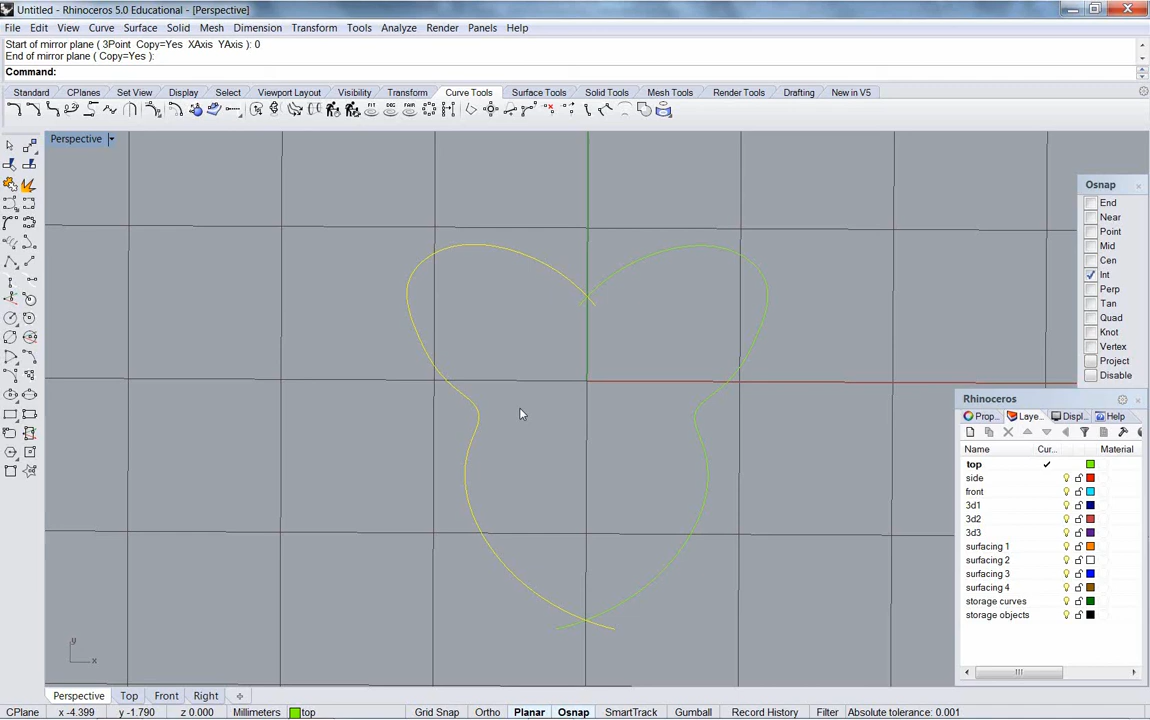 Untitled - Rhinoceros 5.0 Educational - [Perspective]
File Edit View Curve Surface Solid Mesh Dimension Transform Tools Analyze Render Panels Help
Start of mirror plane ( 3Point Copy=Yes XAxis YAxis ): 0
End of mirror plane ( Copy=Yes ):
Command:
Standard CPlanes Set View Display Select Viewport Layout Visibility Transform Curve Tools Surface Tools Solid Tools Mesh Tools Render Tools Drafting New in V5
Perspective
Osnap
End
Near
Point
Mid
Cen
Int
Perp
Tan
Quad
Knot
Vertex
Project
Disable
Rhinoceros
Prop... Laye... Displ... Help
Name Cur... Material
top
side
front
3d1
3d2
3d3
surfacing 1
surfacing 2
surfacing 3
surfacing 4
storage curves
storage objects
y
x
Perspective Top Front Right
CPlane x -4.399 y -1.790 z 0.000 Millimeters top Grid Snap Ortho Planar Osnap SmartTrack Gumball Record History Filter Absolute tolerance: 0.001